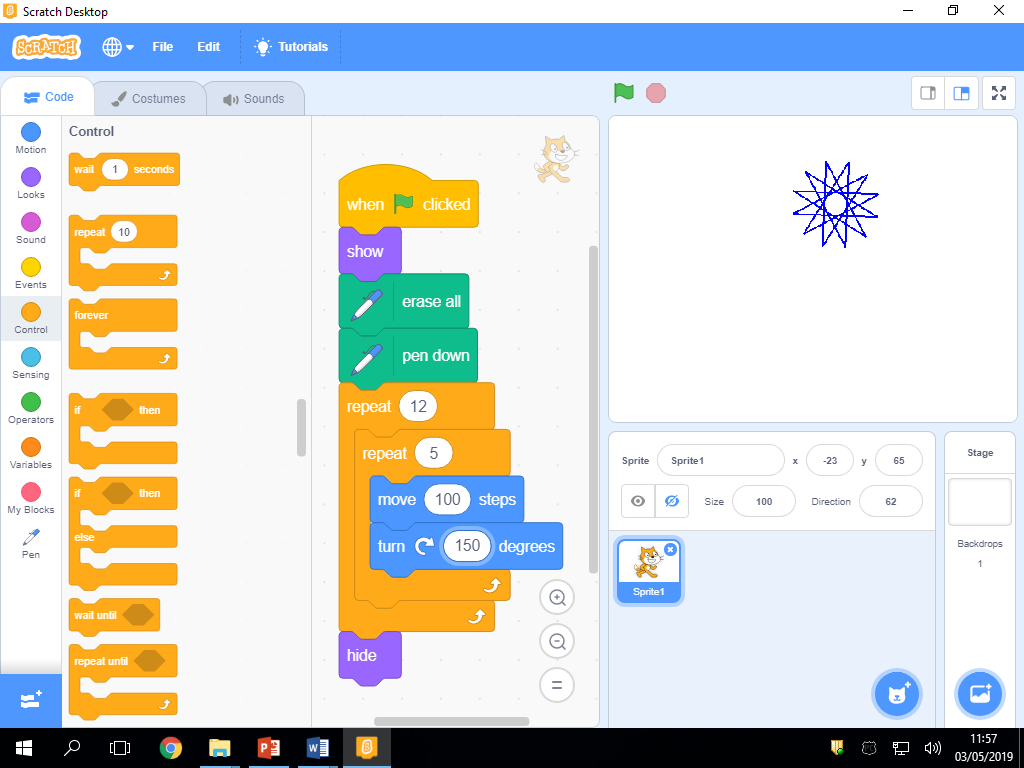 Scratch Desktop
SCRATCH
File
Edit
Tutorials
Code
Costumes
Sounds
Motion
Looks
Sound
Events
Control
Sensing
Operators
Variables
My Blocks
Pen
Control
wait 1 seconds
repeat 10
forever
if then
if then
else
wait until
repeat until
when clicked
show
erase all
pen down
repeat 12
repeat 5
move 100 steps
turn 150 degrees
hide
Sprite Sprite1 x -23 y 65
Size 100 Direction 62
Sprite1
Stage
Backdrops
1
11:57
03/05/2019